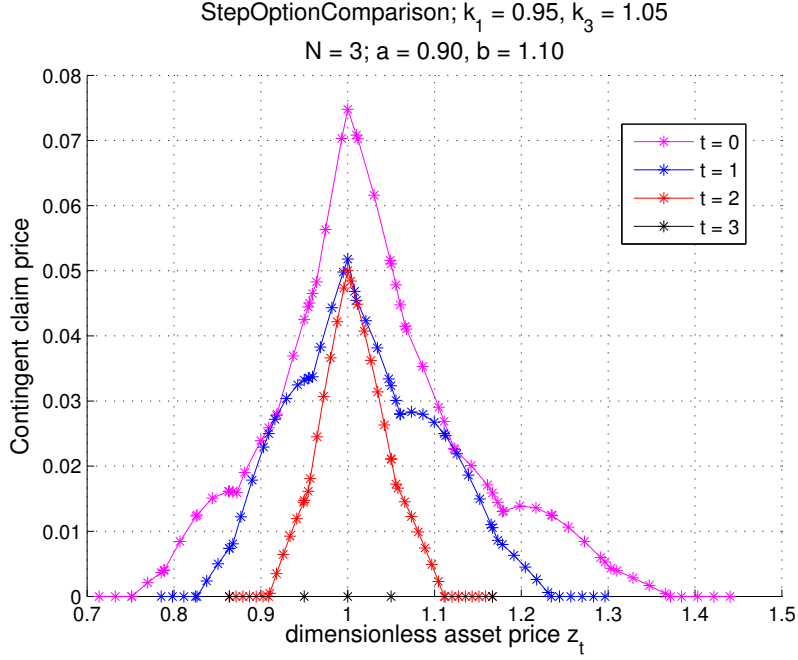 StepOptionComparison; k₁ = 0.95, k₃ = 1.05
N = 3; a = 0.90, b = 1.10
0.08
0.07
0.06
0.05
0.04
0.03
0.02
0.01
0
Contingent claim price
t = 0
t = 1
t = 2
t = 3
0.7 0.8 0.9 1 1.1 1.2 1.3 1.4 1.5
dimensionless asset price zₜ